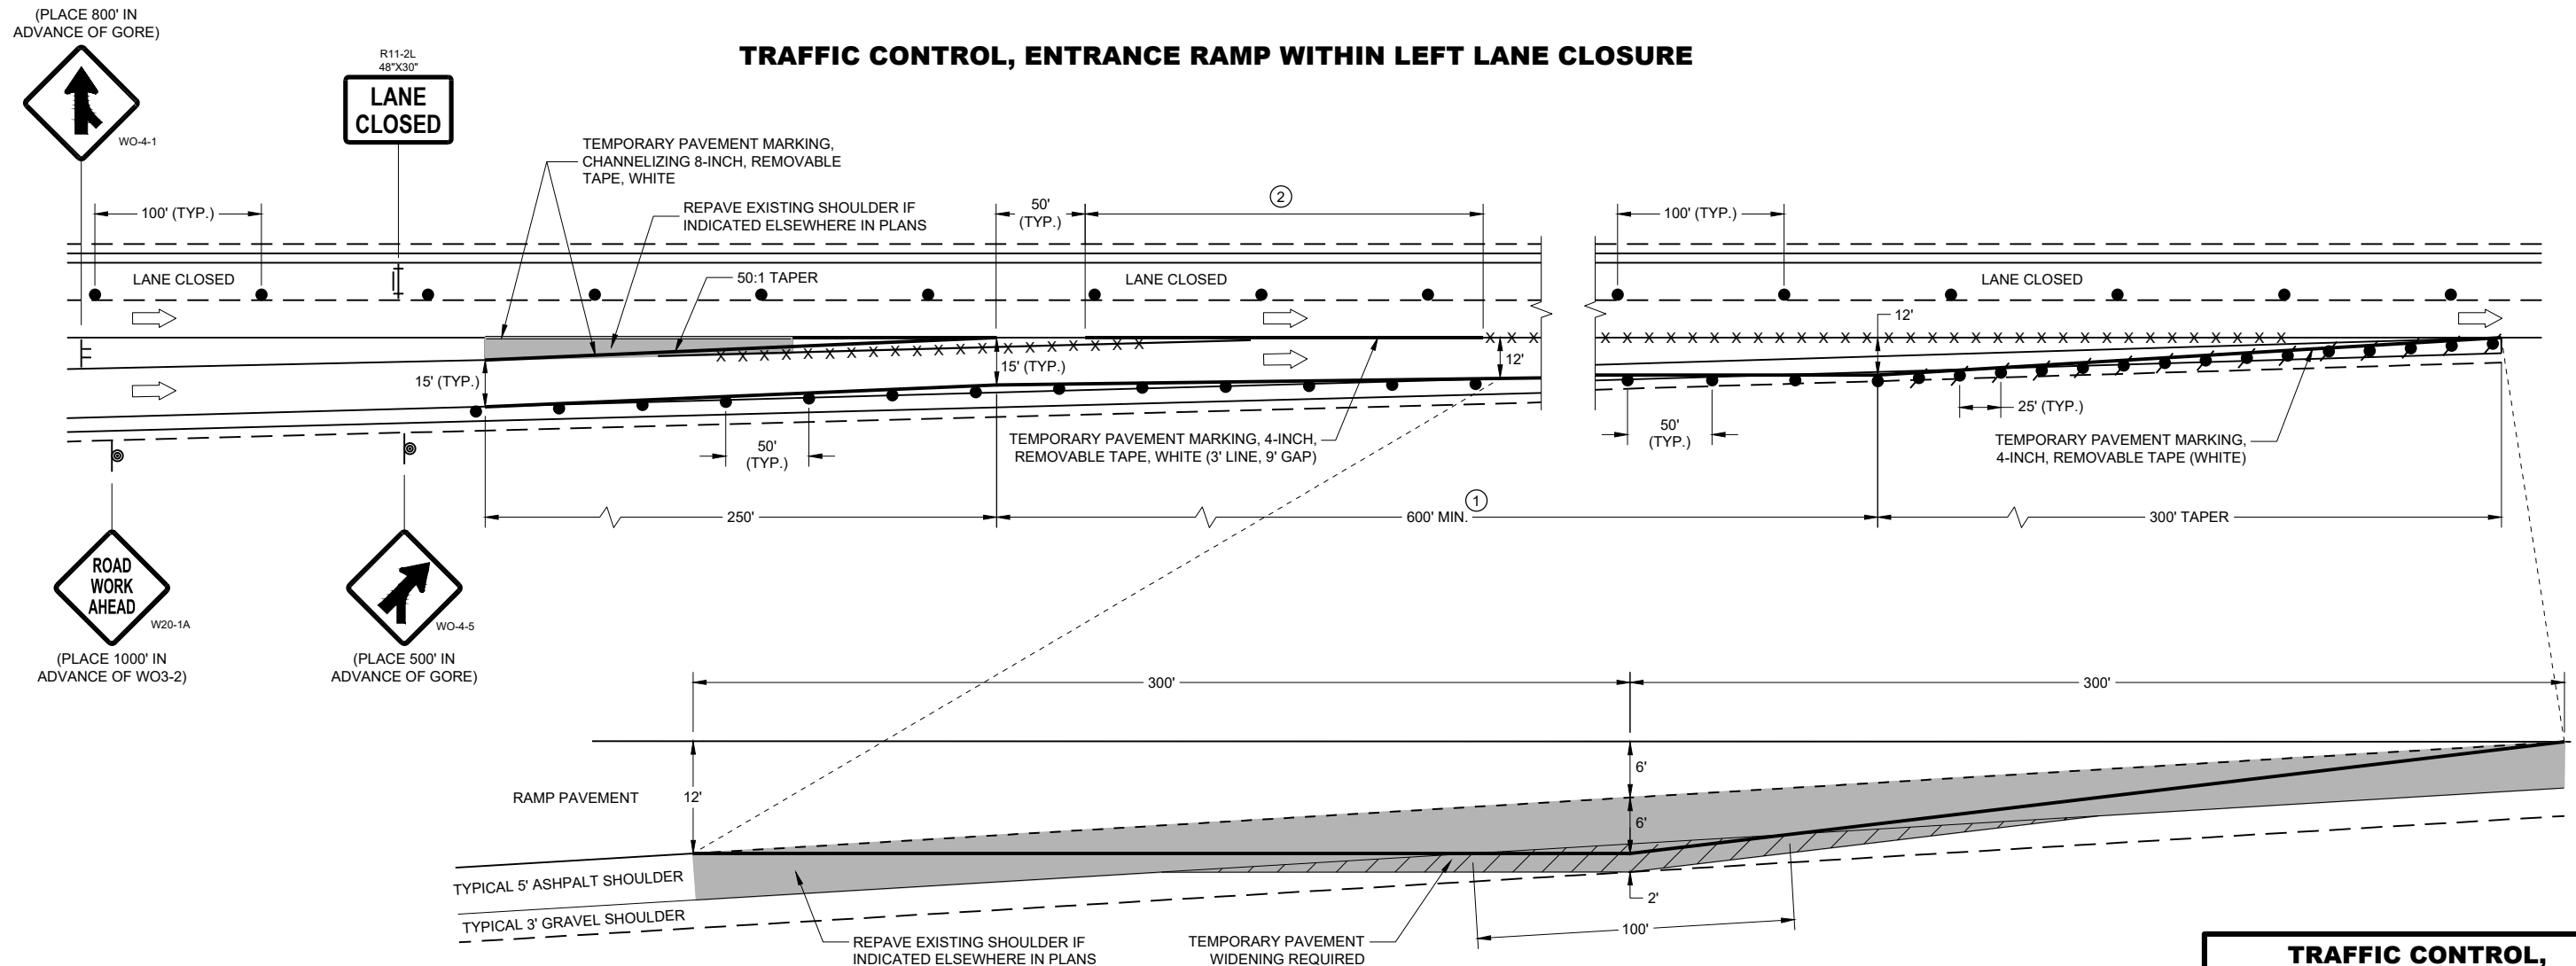 (PLACE 800' IN
ADVANCE OF GORE)
WO-4-1
R11-2L
48"X30"
LANE
CLOSED
TRAFFIC CONTROL, ENTRANCE RAMP WITHIN LEFT LANE CLOSURE
TEMPORARY PAVEMENT MARKING,
CHANNELIZING 8-INCH, REMOVABLE
TAPE, WHITE
REPAVE EXISTING SHOULDER IF
INDICATED ELSEWHERE IN PLANS
50:1 TAPER
100' (TYP.)
50'
(TYP.)
2
100' (TYP.)
LANE CLOSED
LANE CLOSED
LANE CLOSED
15' (TYP.)
15' (TYP.)
12'
12'
50'
(TYP.)
TEMPORARY PAVEMENT MARKING, 4-INCH,
REMOVABLE TAPE, WHITE (3' LINE, 9' GAP)
50'
(TYP.)
25' (TYP.)
TEMPORARY PAVEMENT MARKING,
4-INCH, REMOVABLE TAPE (WHITE)
250'
600' MIN.
1
300' TAPER
ROAD
WORK
AHEAD
W20-1A
(PLACE 1000' IN
ADVANCE OF WO3-2)
WO-4-5
(PLACE 500' IN
ADVANCE OF GORE)
300'
300'
RAMP PAVEMENT
12'
6'
6'
TYPICAL 5' ASHPALT SHOULDER
TYPICAL 3' GRAVEL SHOULDER
2'
100'
REPAVE EXISTING SHOULDER IF
INDICATED ELSEWHERE IN PLANS
TEMPORARY PAVEMENT
WIDENING REQUIRED
TRAFFIC CONTROL,